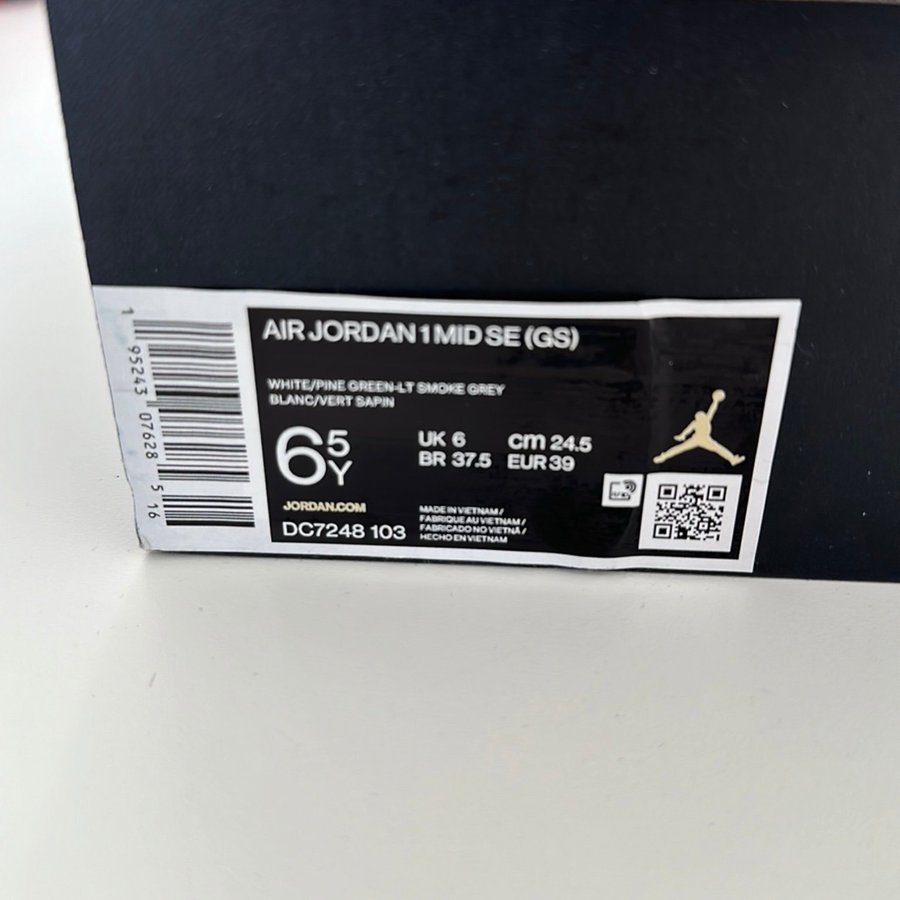 AIR JORDAN 1 MID SE (GS)
WHITE/PINE GREEN-LT SMOKE GREY
BLANC/VERT SAPIN
6 5 Y
UK 6 cm 24.5
BR 37.5 EUR 39
JORDAN.COM
DC7248 103
MADE IN VIETNAM /
FABRIQUE AU VIETNAM /
FABRICADO NO VIETNÃ /
HECHO EN VIETNAM
1 95243 07628 5 16